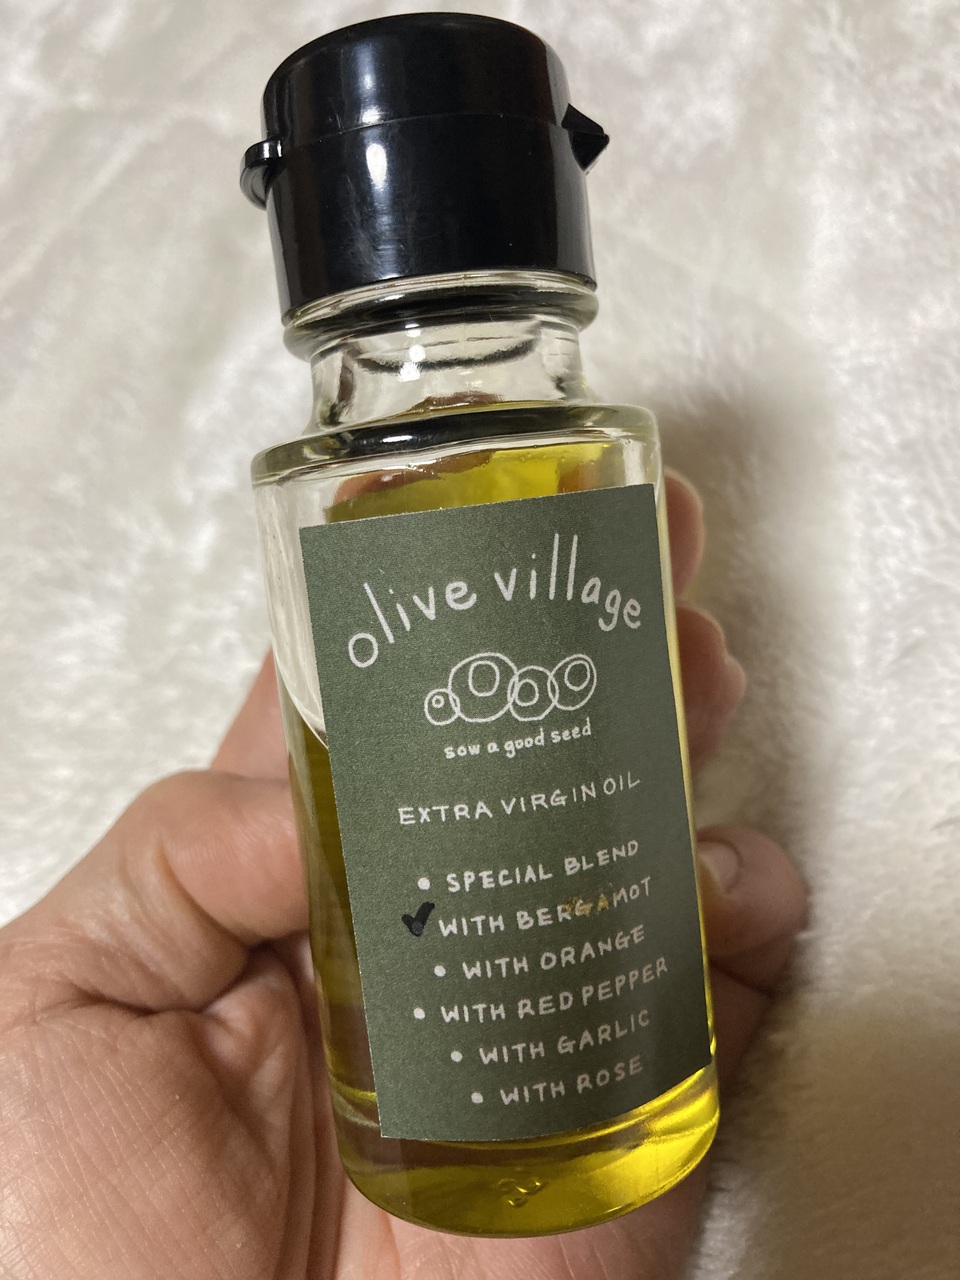 olive village
sow a good seed
EXTRA VIRGIN OIL
• SPECIAL BLEND
✔ WITH BERGAMOT
• WITH ORANGE
• WITH RED PEPPER
• WITH GARLIC
• WITH ROSE